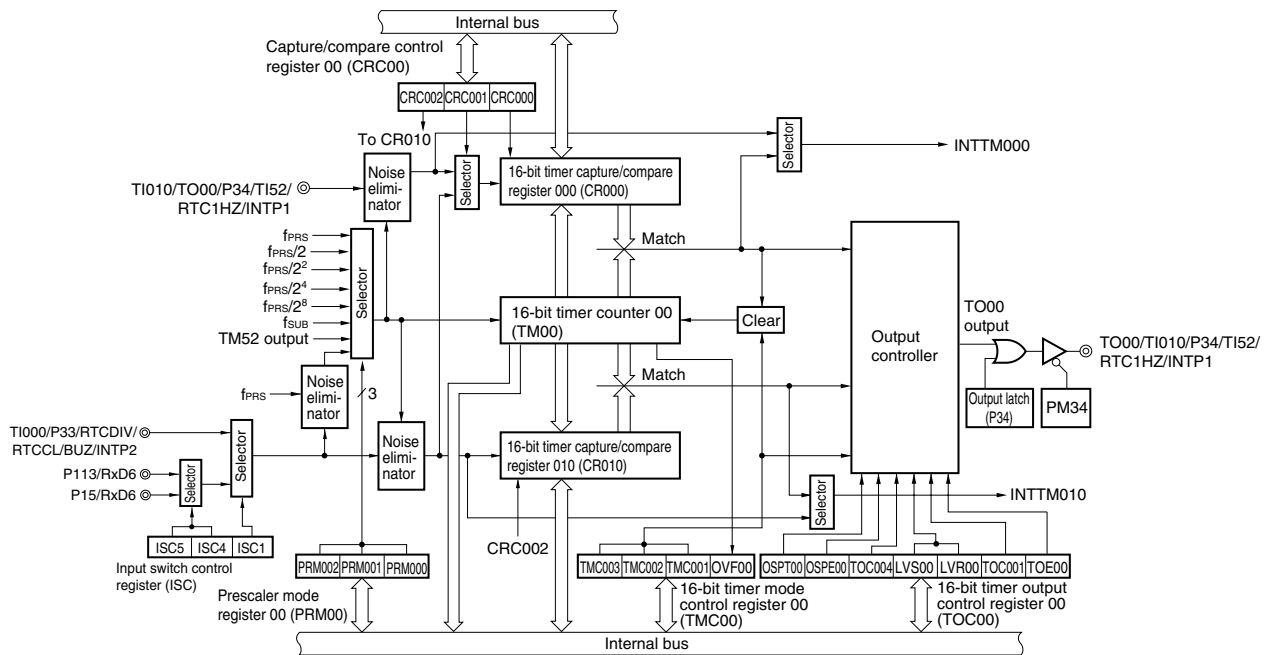 Internal bus
Capture/compare control
register 00 (CRC00)
CRC002 CRC001 CRC000
To CR010
Selector
INTTM000
TI010/TO00/P34/TI52/
RTC1HZ/INTP1
Noise
elimi-
nator
Selector
16-bit timer capture/compare
register 000 (CR000)
Match
fPRS
fPRS/2
fPRS/2²
fPRS/2⁴
fPRS/2⁸
fSUB
TM52 output
Selector
16-bit timer counter 00
(TM00)
Clear
Output
controller
TO00
output
TO00/TI010/P34/TI52/
RTC1HZ/INTP1
Output latch
(P34)
PM34
fPRS
Noise
elimi-
nator
3
Match
TI000/P33/RTCDIV/
RTCCL/BUZ/INTP2
P113/RxD6
P15/RxD6
Selector
Selector
Noise
elimi-
nator
16-bit timer capture/compare
register 010 (CR010)
Selector
INTTM010
CRC002
ISC5 ISC4 ISC1
Input switch control
register (ISC)
PRM002 PRM001 PRM000
Prescaler mode
register 00 (PRM00)
TMC003 TMC002 TMC001 OVF00
16-bit timer mode
control register 00
(TMC00)
OSPT00 OSPE00 TOC004 LVS00 LVR00 TOC001 TOE00
16-bit timer output
control register 00
(TOC00)
Internal bus